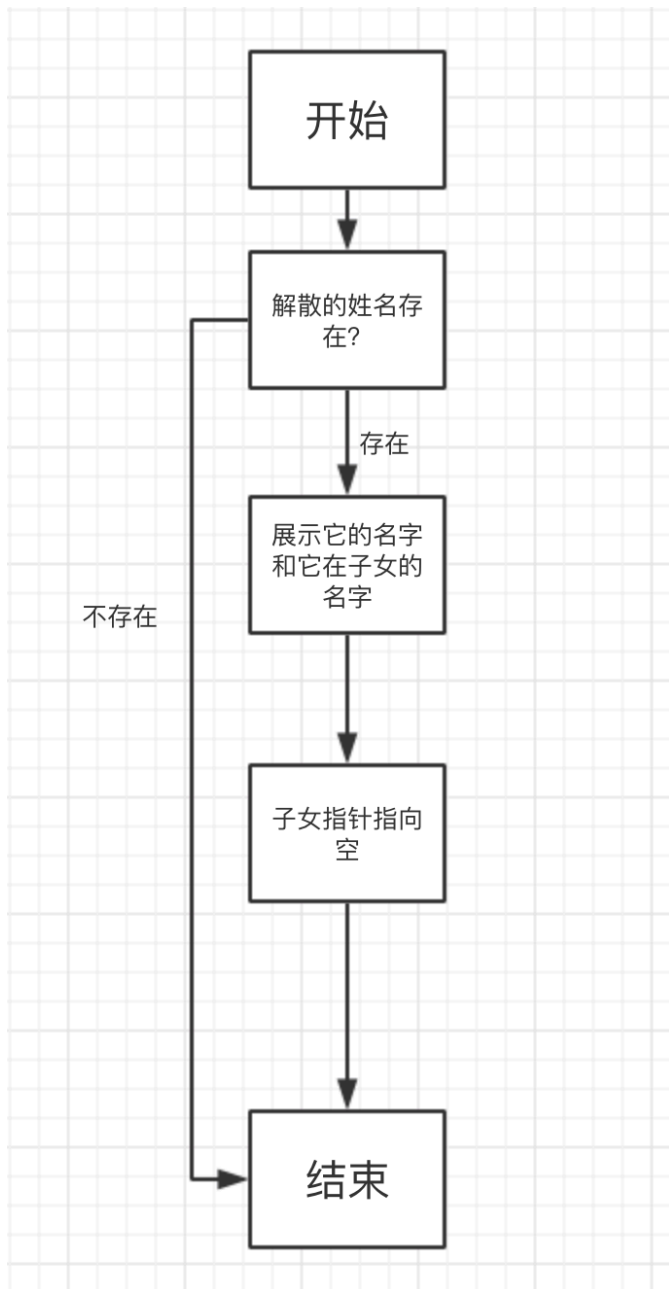 开始
解散的姓名存
在?
存在
展示它的名字
和它在子女的
名字
不存在
子女指针指向
空
结束